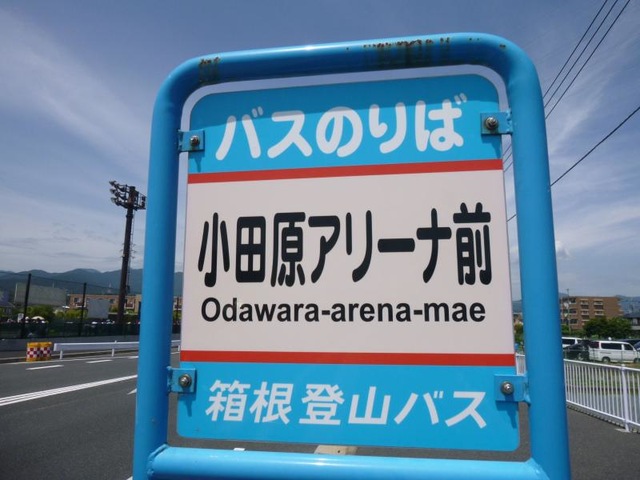 バスのりば
小田原アリーナ前
Odawara-arena-mae
箱根登山バス